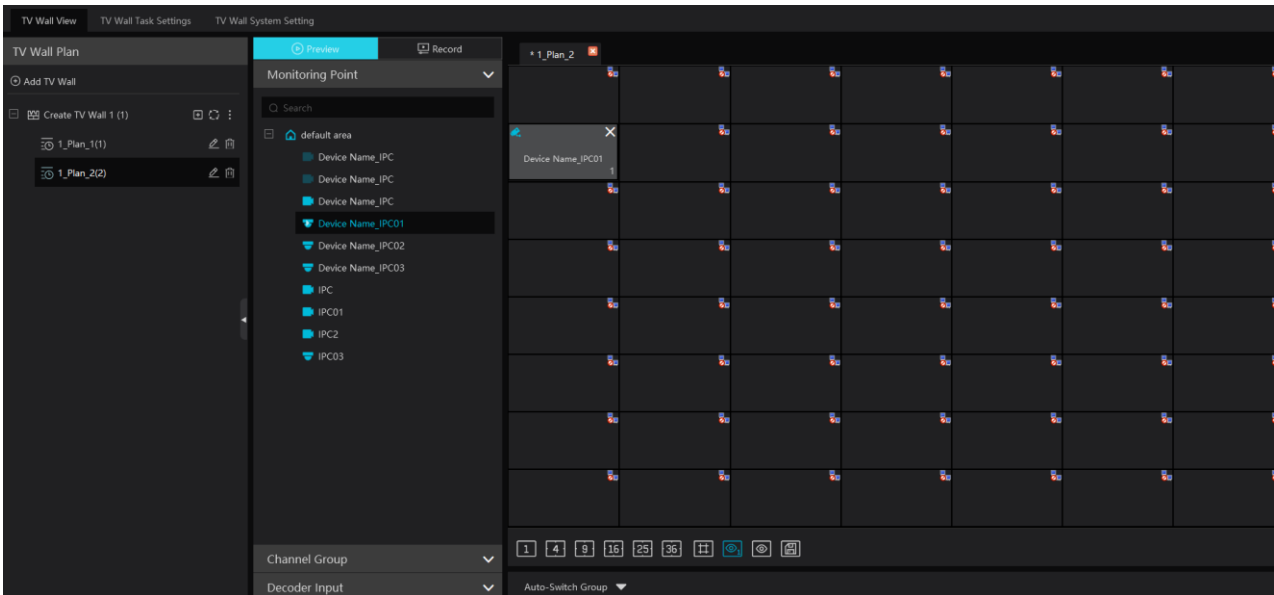 TV Wall View TV Wall Task Settings TV Wall System Setting
TV Wall Plan
Add TV Wall
Create TV Wall 1 (1)
1_Plan_1(1)
1_Plan_2(2)
Preview Record
Monitoring Point
Search
default area
Device Name_IPC
Device Name_IPC
Device Name_IPC
Device Name_IPC01
Device Name_IPC02
Device Name_IPC03
IPC
IPC01
IPC2
IPC03
Channel Group
Decoder Input
* 1_Plan_2
Device Name_IPC01
1
1 4 9 16 25 36
Auto-Switch Group